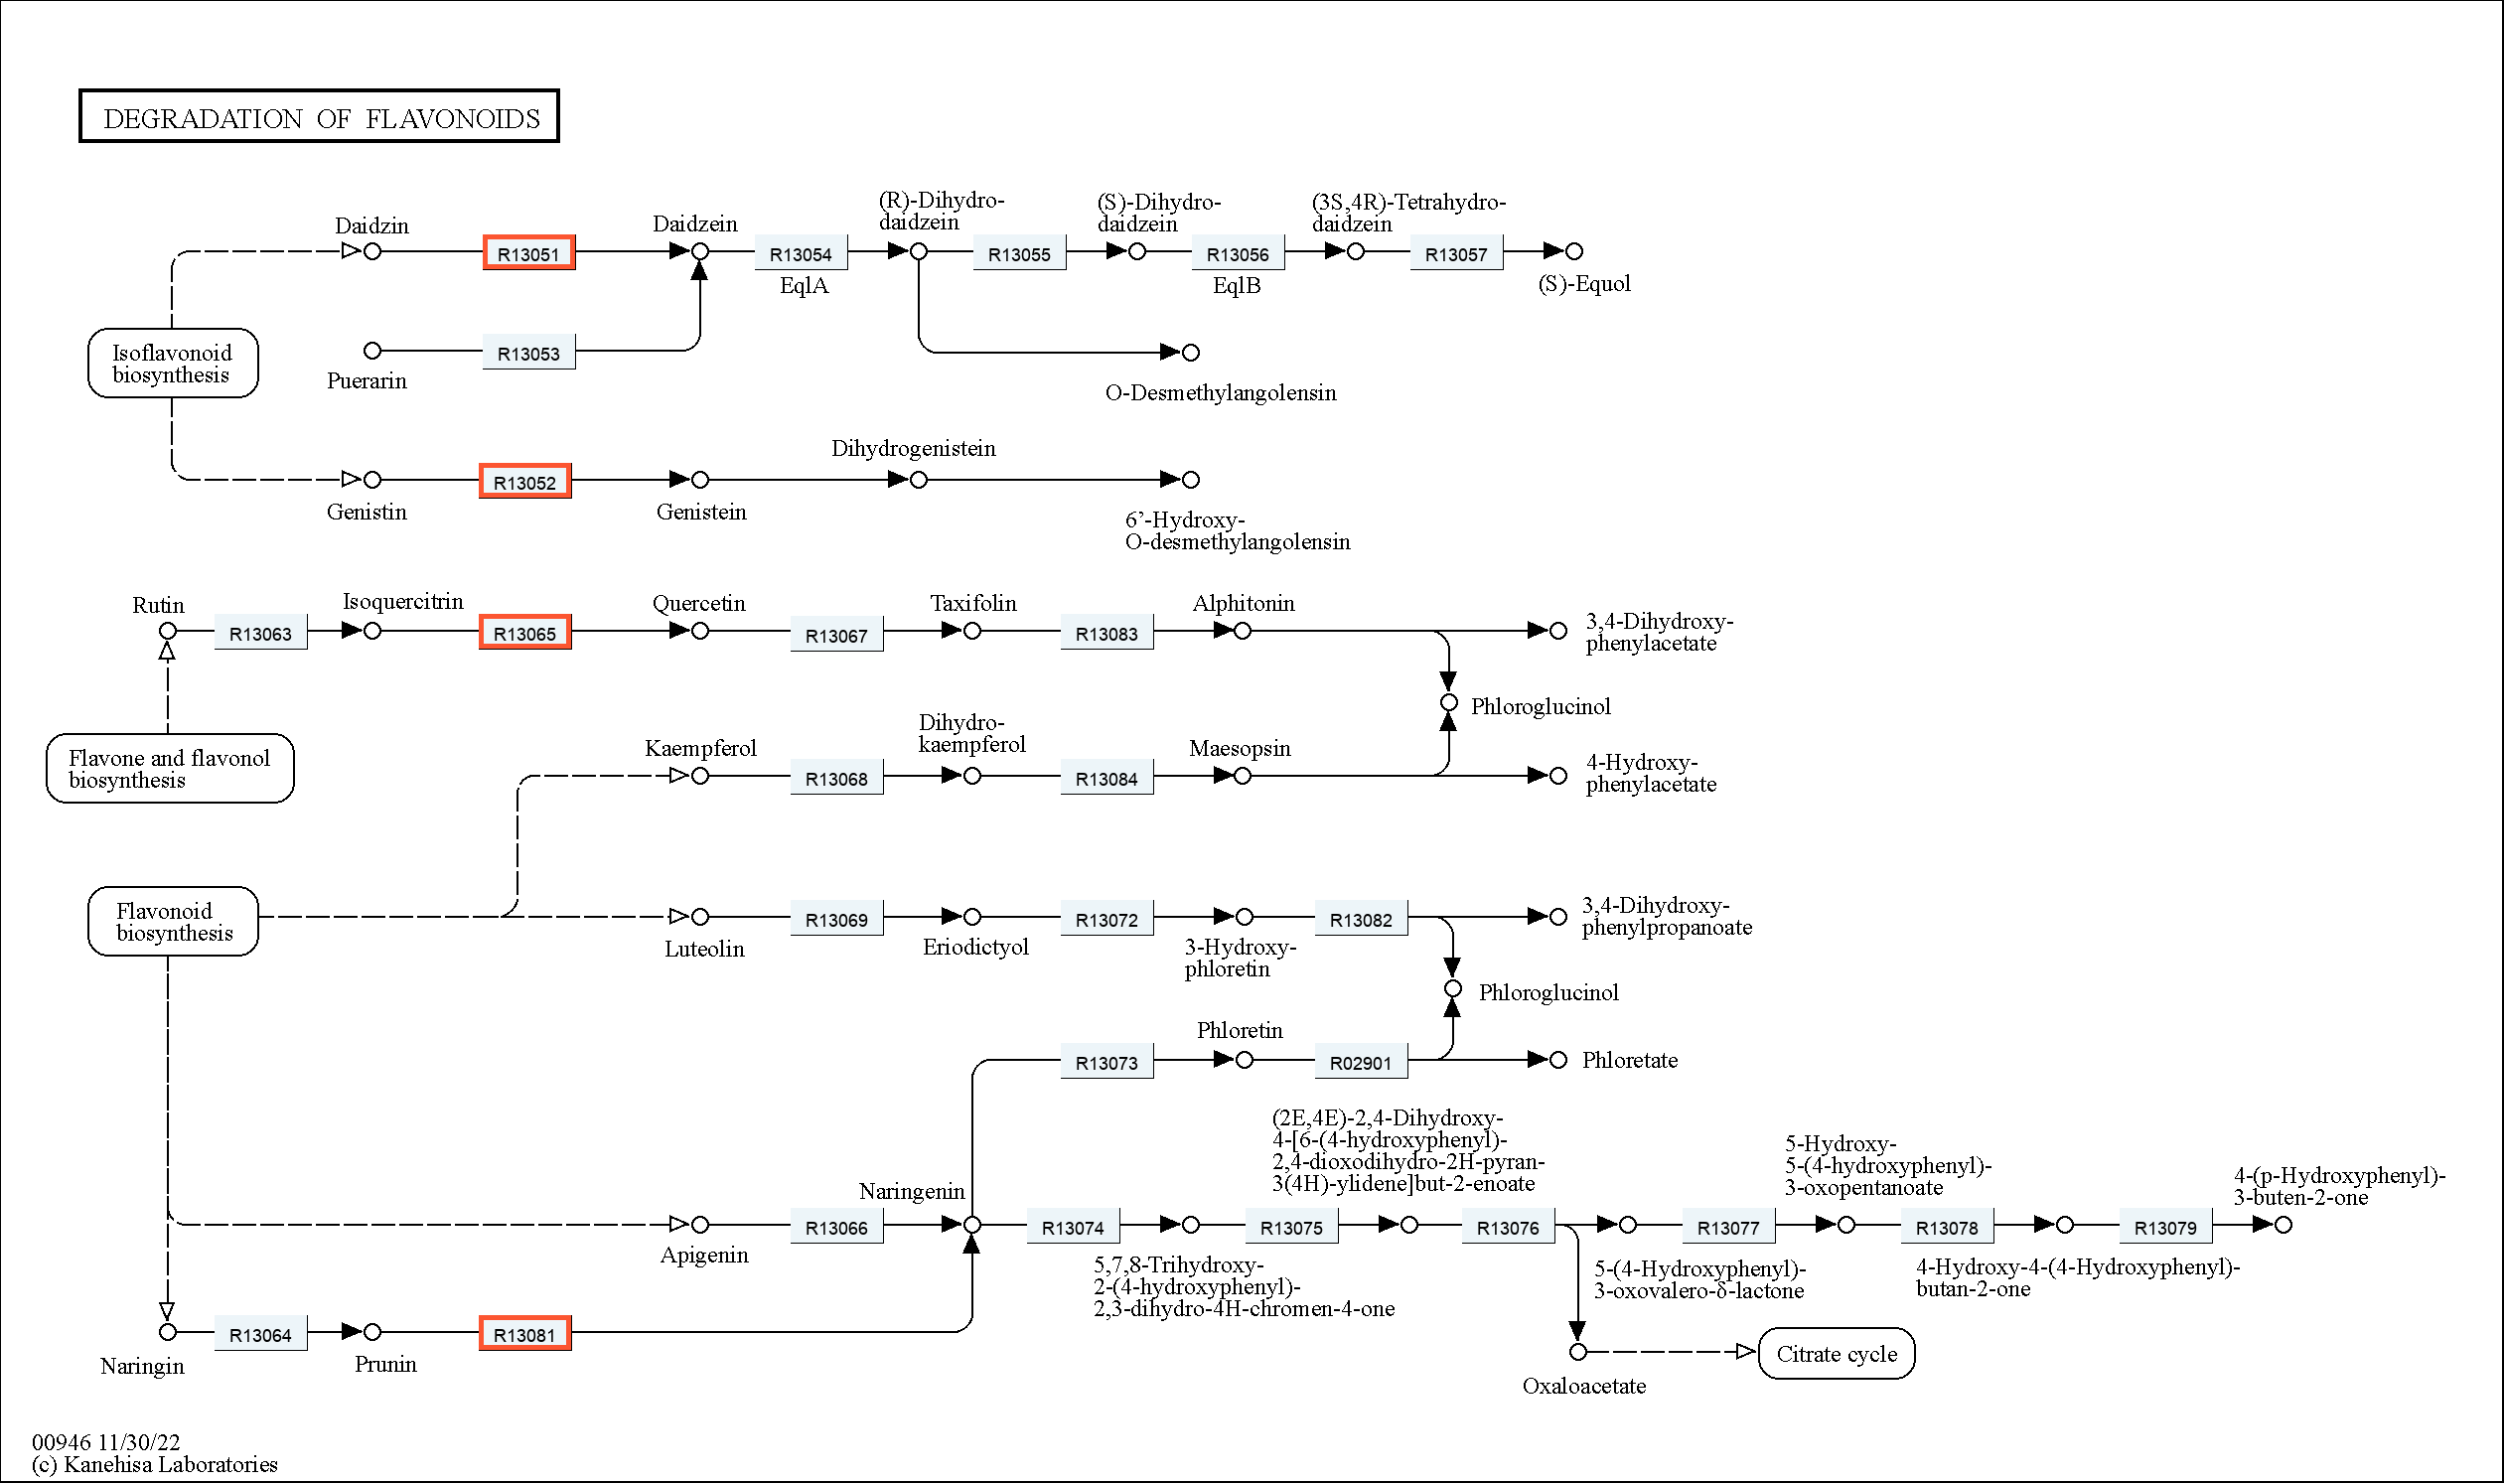 DEGRADATION OF FLAVONOIDS
Daidzin
R13051
Daidzein
R13054
EqlA
(R)-Dihydro-
daidzein
R13055
(S)-Dihydro-
daidzein
R13056
EqlB
(3S,4R)-Tetrahydro-
daidzein
R13057
(S)-Equol
Isoflavonoid
biosynthesis
Puerarin
R13053
O-Desmethylangolensin
Genistin
R13052
Genistein
Dihydrogenistein
6’-Hydroxy-
O-desmethylangolensin
Rutin
R13063
Isoquercitrin
R13065
Quercetin
R13067
Taxifolin
R13083
Alphitonin
3,4-Dihydroxy-
phenylacetate
Phloroglucinol
Flavone and flavonol
biosynthesis
Kaempferol
R13068
Dihydro-
kaempferol
R13084
Maesopsin
4-Hydroxy-
phenylacetate
Flavonoid
biosynthesis
Luteolin
R13069
Eriodictyol
R13072
3-Hydroxy-
phloretin
R13082
3,4-Dihydroxy-
phenylpropanoate
Phloroglucinol
R13073
Phloretin
R02901
Phloretate
Apigenin
R13066
Naringenin
R13074
5,7,8-Trihydroxy-
2-(4-hydroxyphenyl)-
2,3-dihydro-4H-chromen-4-one
R13075
(2E,4E)-2,4-Dihydroxy-
4-[6-(4-hydroxyphenyl)-
2,4-dioxodihydro-2H-pyran-
3(4H)-ylidene]but-2-enoate
R13076
5-(4-Hydroxyphenyl)-
3-oxovalero-δ-lactone
R13077
5-Hydroxy-
5-(4-hydroxyphenyl)-
3-oxopentanoate
R13078
4-Hydroxy-4-(4-Hydroxyphenyl)-
butan-2-one
R13079
4-(p-Hydroxyphenyl)-
3-buten-2-one
Naringin
R13064
Prunin
R13081
Oxaloacetate
Citrate cycle
00946 11/30/22
(c) Kanehisa Laboratories